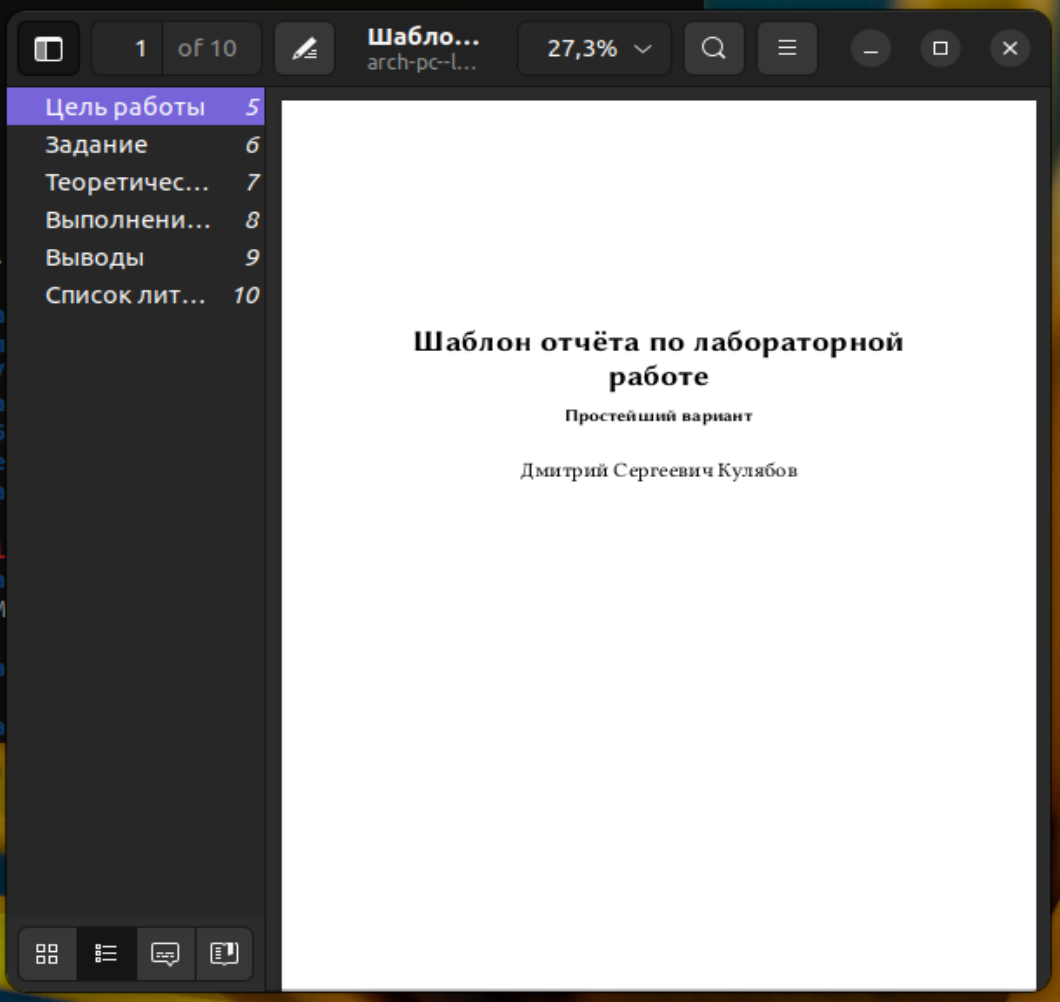 1 of 10
Шабло...
arch-pc--l...
27,3%
Цель работы 5
Задание 6
Теоретичес... 7
Выполнени... 8
Выводы 9
Список лит... 10
Шаблон отчёта по лабораторной
работе
Простейший вариант
Дмитрий Сергеевич Кулябов